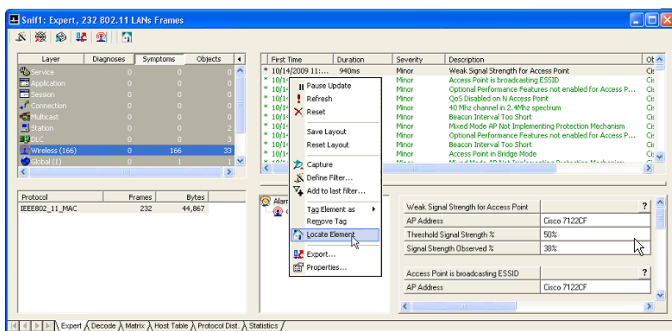 Snif1: Expert, 232 802.11 LANs Frames
Layer Diagnoses Symptoms Objects
Service 0 0 0
Application 0 0 0
Session 0 0 0
Connection 0 0 0
Multicast 0 0 0
Station 0 0 2
DLC 0 0 3
Wireless (166) 0 166 33
Global (1) 0 1 1
First Time Duration Severity Description
10/14/2009 11:... 940ms Minor Weak Signal Strength for Access Point
Minor Access Point is broadcasting ESSID
Minor Optional Performance Features not enabled for Access P...
Minor QoS Disabled on N Access Point
Minor 40 Mhz channel in 2.4Mhz spectrum
Minor Beacon Interval Too Short
Minor Mixed Mode AP Not Implementing Protection Mechanism
Minor Optional Performance Features not enabled for Access P...
Minor Beacon Interval Too Short
Minor Access Point in Bridge Mode
Pause Update
Refresh
Reset
Save Layout
Reset Layout
Capture
Define Filter...
Add to last filter...
Tag Element as
Remove Tag
Locate Element
Export...
Properties...
Protocol Frames Bytes
IEEE802_11_MAC 232 44,867
Alarm
Weak Signal Strength for Access Point ?
AP Address Cisco 7122CF
Threshold Signal Strength % 50%
Signal Strength Observed % 38%
Access Point is broadcasting ESSID ?
AP Address Cisco 7122CF
Expert Decode Matrix Host Table Protocol Dist. Statistics